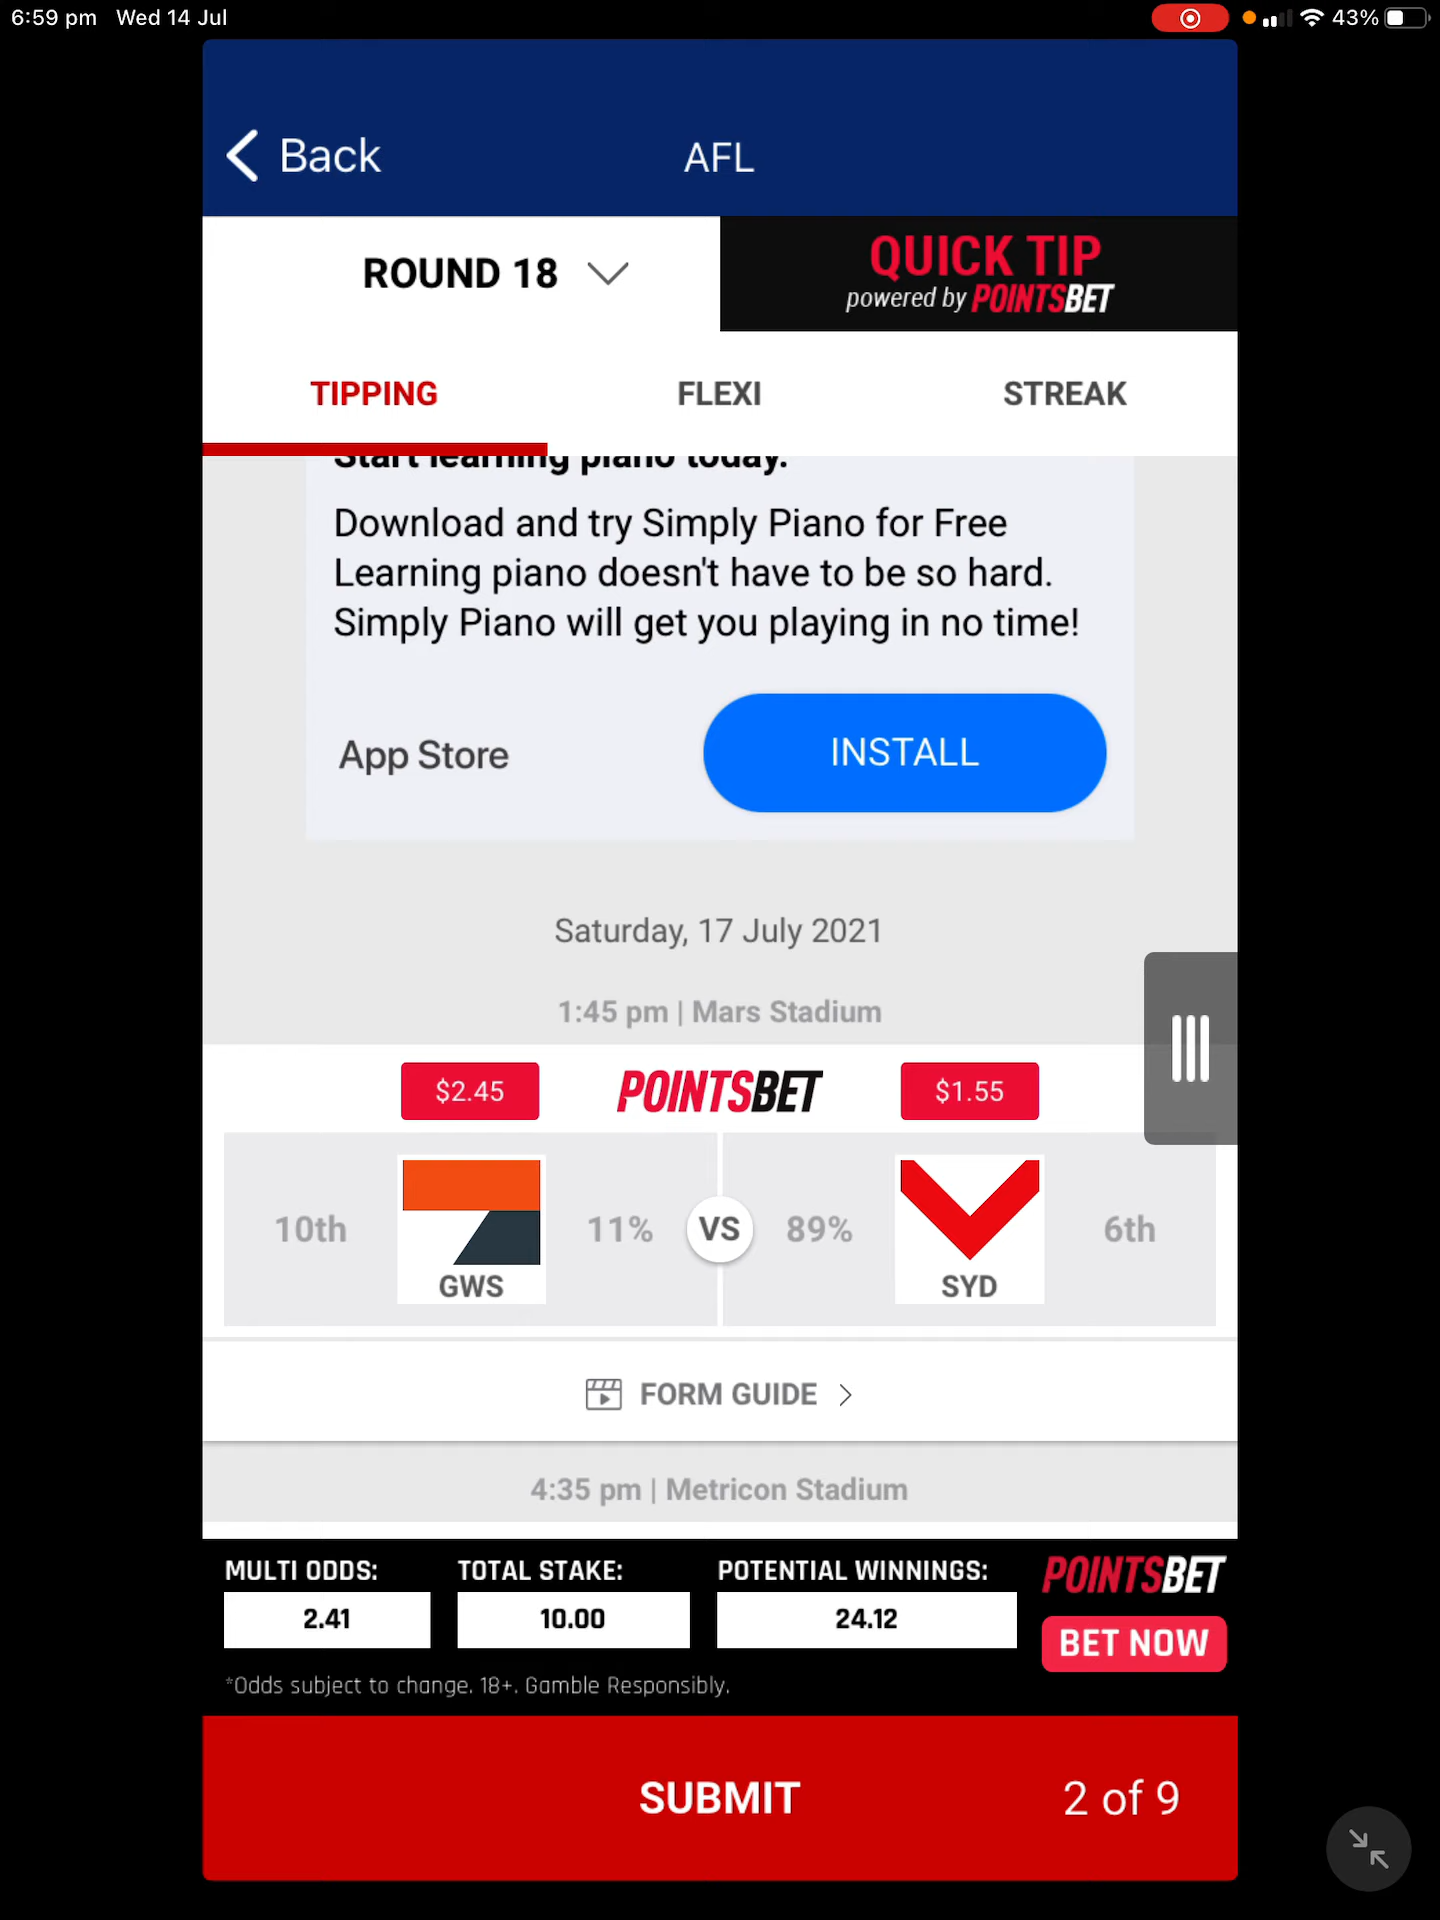 6:59 pm Wed 14 Jul 43%
Back AFL
ROUND 18
QUICK TIP
powered by POINTSBET
TIPPING FLEXI STREAK
Start learning piano today.
Download and try Simply Piano for Free
Learning piano doesn't have to be so hard.
Simply Piano will get you playing in no time!
App Store INSTALL
Saturday, 17 July 2021
1:45 pm | Mars Stadium
$2.45 POINTSBET $1.55
10th 11% VS 89% 6th
GWS SYD
FORM GUIDE
4:35 pm | Metricon Stadium
MULTI ODDS: TOTAL STAKE: POTENTIAL WINNINGS: POINTSBET
2.41 10.00 24.12 BET NOW
*Odds subject to change. 18+. Gamble Responsibly.
SUBMIT 2 of 9